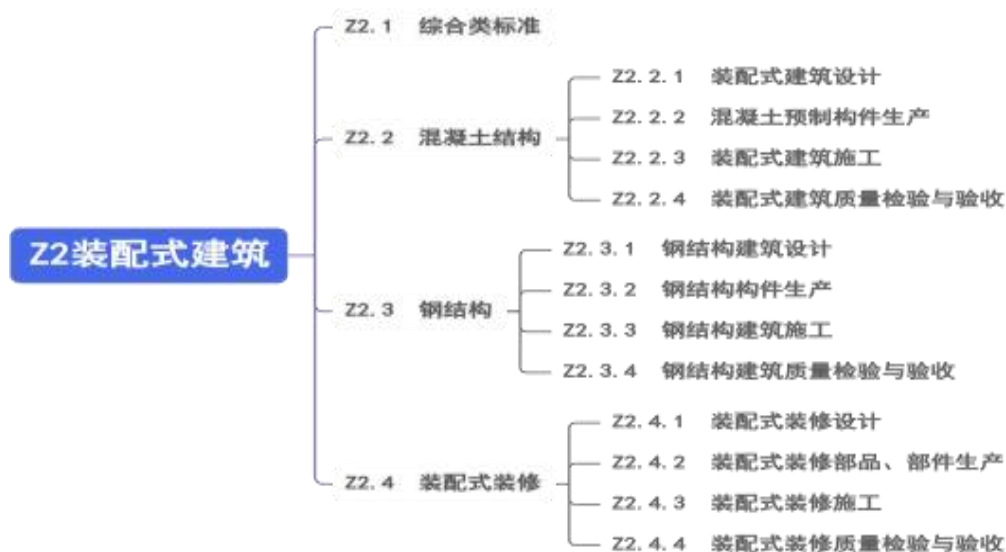 Z2装配式建筑
Z2.1 综合类标准
Z2.2 混凝土结构
Z2.2.1 装配式建筑设计
Z2.2.2 混凝土预制构件生产
Z2.2.3 装配式建筑施工
Z2.2.4 装配式建筑质量检验与验收
Z2.3 钢结构
Z2.3.1 钢结构建筑设计
Z2.3.2 钢结构构件生产
Z2.3.3 钢结构建筑施工
Z2.3.4 钢结构建筑质量检验与验收
Z2.4 装配式装修
Z2.4.1 装配式装修设计
Z2.4.2 装配式装修部品、部件生产
Z2.4.3 装配式装修施工
Z2.4.4 装配式装修质量检验与验收